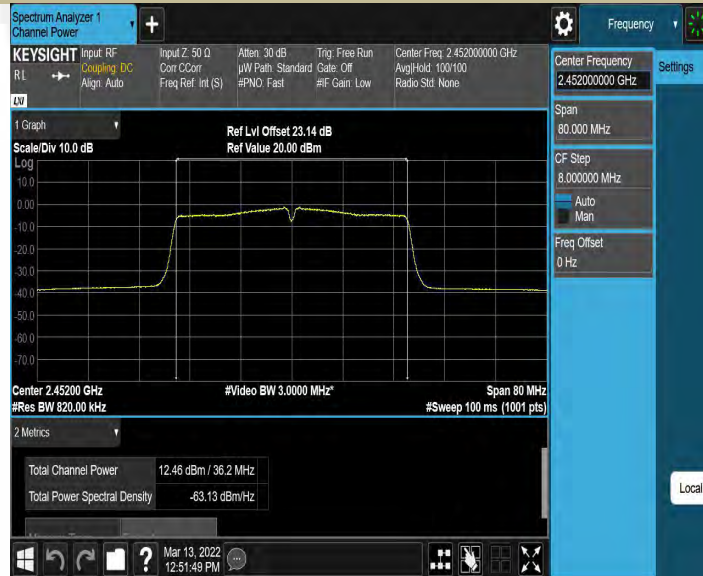 Spectrum Analyzer 1
Channel Power
Frequency
KEYSIGHT
RL
LXI
Input: RF
Coupling: DC
Align: Auto
Input Z: 50 Ω
Corr CCorr
Freq Ref: Int (S)
Atten: 30 dB
µW Path: Standard
#PNO: Fast
Trig: Free Run
Gate: Off
#IF Gain: Low
Center Freq: 2.452000000 GHz
Avg|Hold: 100/100
Radio Std: None
Center Frequency
2.452000000 GHz
Settings
Span
80.000 MHz
CF Step
8.000000 MHz
Auto
Man
Freq Offset
0 Hz
Local
1 Graph
Scale/Div 10.0 dB
Ref Lvl Offset 23.14 dB
Ref Value 20.00 dBm
Log
10.0
0.00
-10.0
-20.0
-30.0
-40.0
-50.0
-60.0
-70.0
Center 2.45200 GHz
#Video BW 3.0000 MHz*
Span 80 MHz
#Res BW 820.00 kHz
#Sweep 100 ms (1001 pts)
2 Metrics
Total Channel Power 12.46 dBm / 36.2 MHz
Total Power Spectral Density -63.13 dBm/Hz
?
Mar 13, 2022
12:51:49 PM